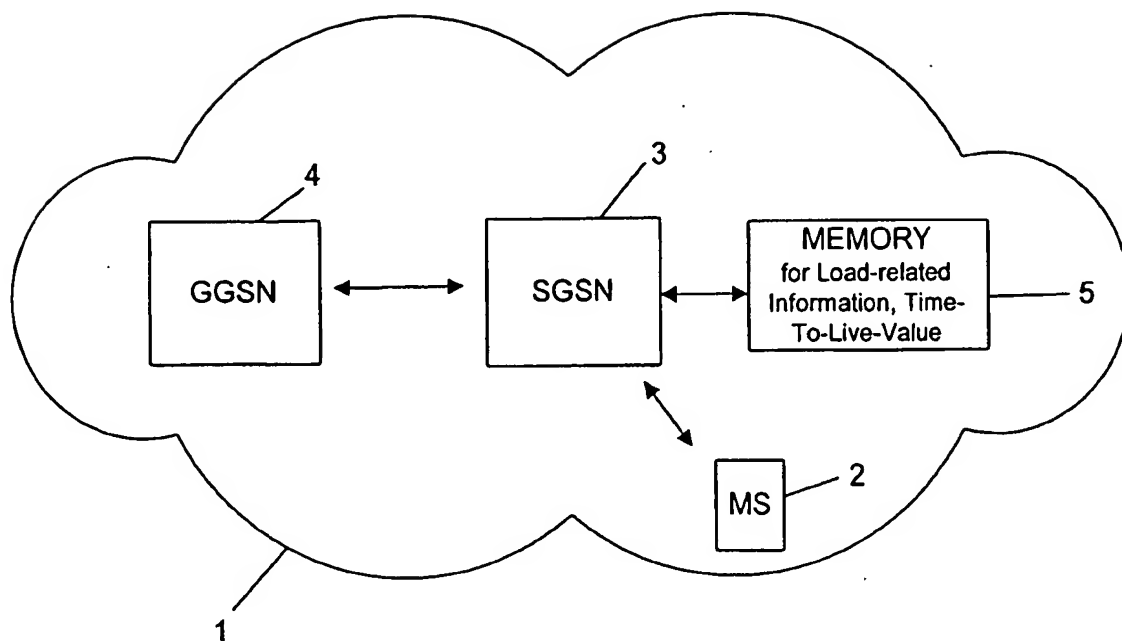 4
3
GGSN
SGSN
MEMORY
for Load-related
Information, Time-
To-Live-Value
5
MS
2
1